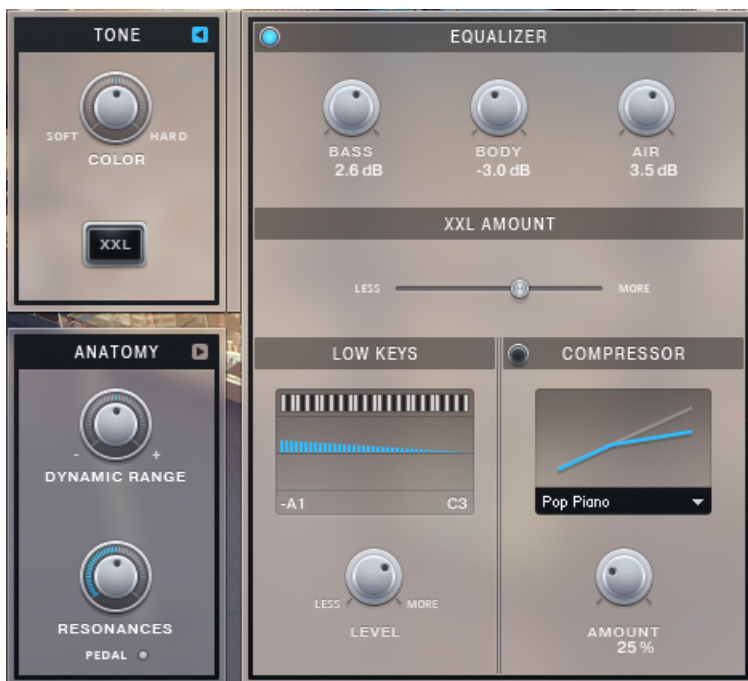 TONE
SOFT HARD
COLOR
XXL
ANATOMY
- +
DYNAMIC RANGE
RESONANCES
PEDAL
EQUALIZER
BASS BODY AIR
2.6 dB -3.0 dB 3.5 dB
XXL AMOUNT
LESS MORE
LOW KEYS
-A1 C3
LESS MORE
LEVEL
COMPRESSOR
Pop Piano
AMOUNT
25 %